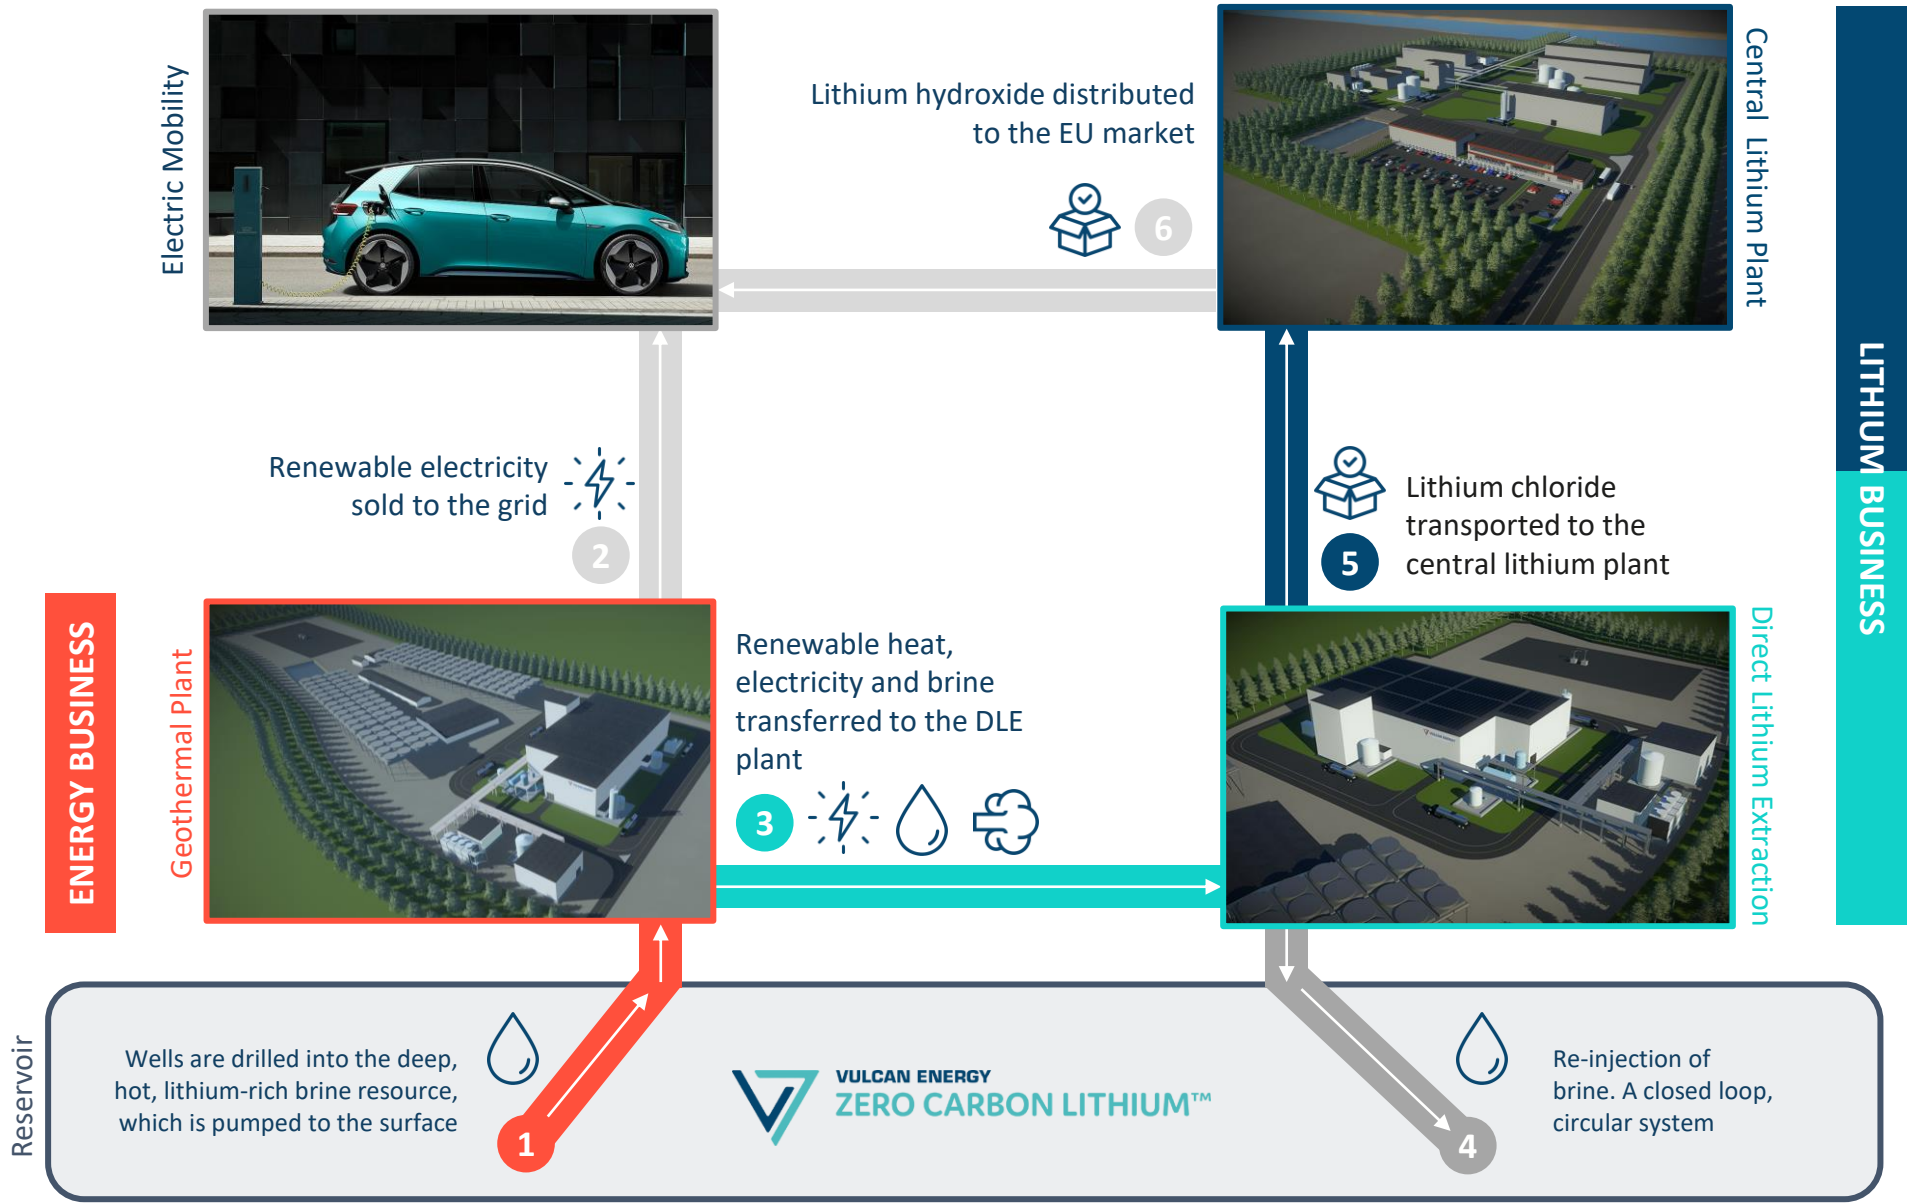 Electric Mobility
Lithium hydroxide distributed
to the EU market
6
Central Lithium Plant
LITHIUM BUSINESS
Renewable electricity
sold to the grid
2
Lithium chloride
transported to the
central lithium plant
5
ENERGY BUSINESS
Geothermal Plant
Renewable heat,
electricity and brine
transferred to the DLE
plant
3
VULCAN ENERGY
Direct Lithium Extraction
Reservoir
Wells are drilled into the deep,
hot, lithium-rich brine resource,
which is pumped to the surface
1
VULCAN ENERGY
ZERO CARBON LITHIUM™
Re-injection of
brine. A closed loop,
circular system
4